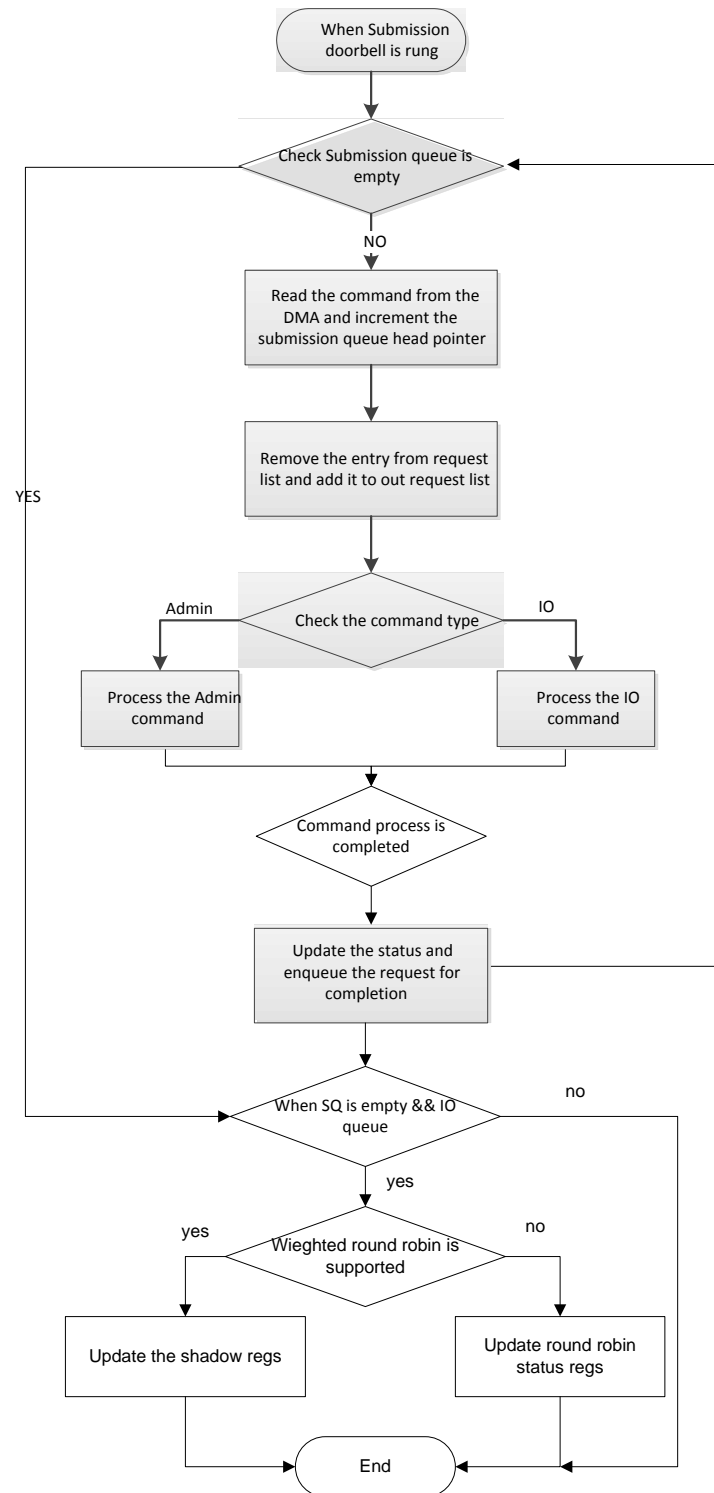 When Submission
doorbell is rung
Check Submission queue is
empty
NO
Read the command from the
DMA and increment the
submission queue head pointer
Remove the entry from request
list and add it to out request list
YES
Admin
IO
Check the command type
Process the Admin
command
Process the IO
command
Command process is
completed
Update the status and
enqueue the request for
completion
When SQ is empty && IO
queue
no
yes
yes
no
Wieghted round robin is
supported
Update the shadow regs
Update round robin
status regs
End